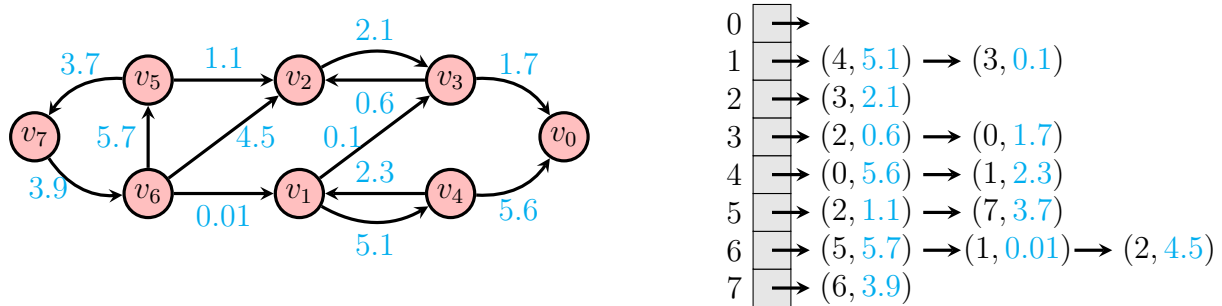 2.1
3.7 1.1 1.7
v5 v2 v3
0.6
v7 5.7 4.5 0.1 v0
3.9 2.3
v6 v1 v4
0.01 5.6
5.1
0
1 (4, 5.1) (3, 0.1)
2 (3, 2.1)
3 (2, 0.6) (0, 1.7)
4 (0, 5.6) (1, 2.3)
5 (2, 1.1) (7, 3.7)
6 (5, 5.7) (1, 0.01) (2, 4.5)
7 (6, 3.9)